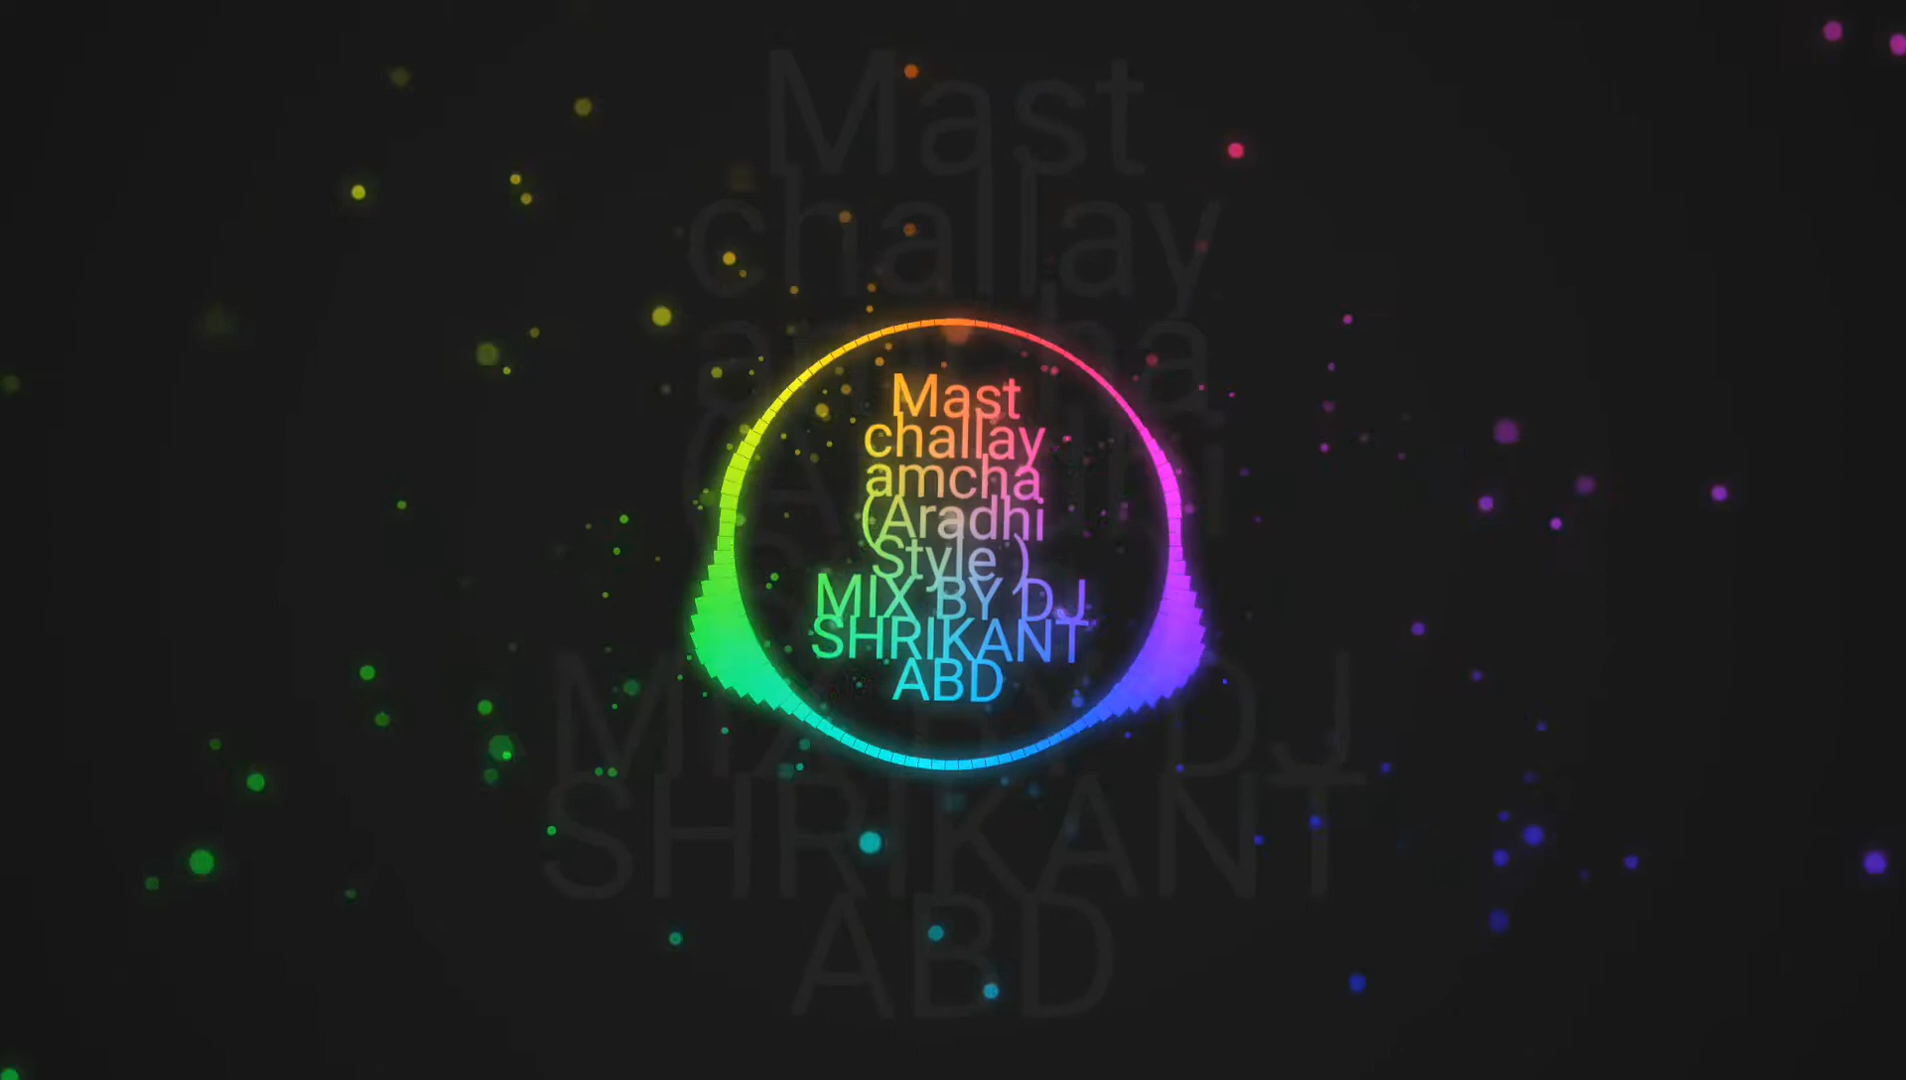 Mast
challay
amcha
(Aradhi
Style )
MIX BY DJ
SHRIKANT
ABD